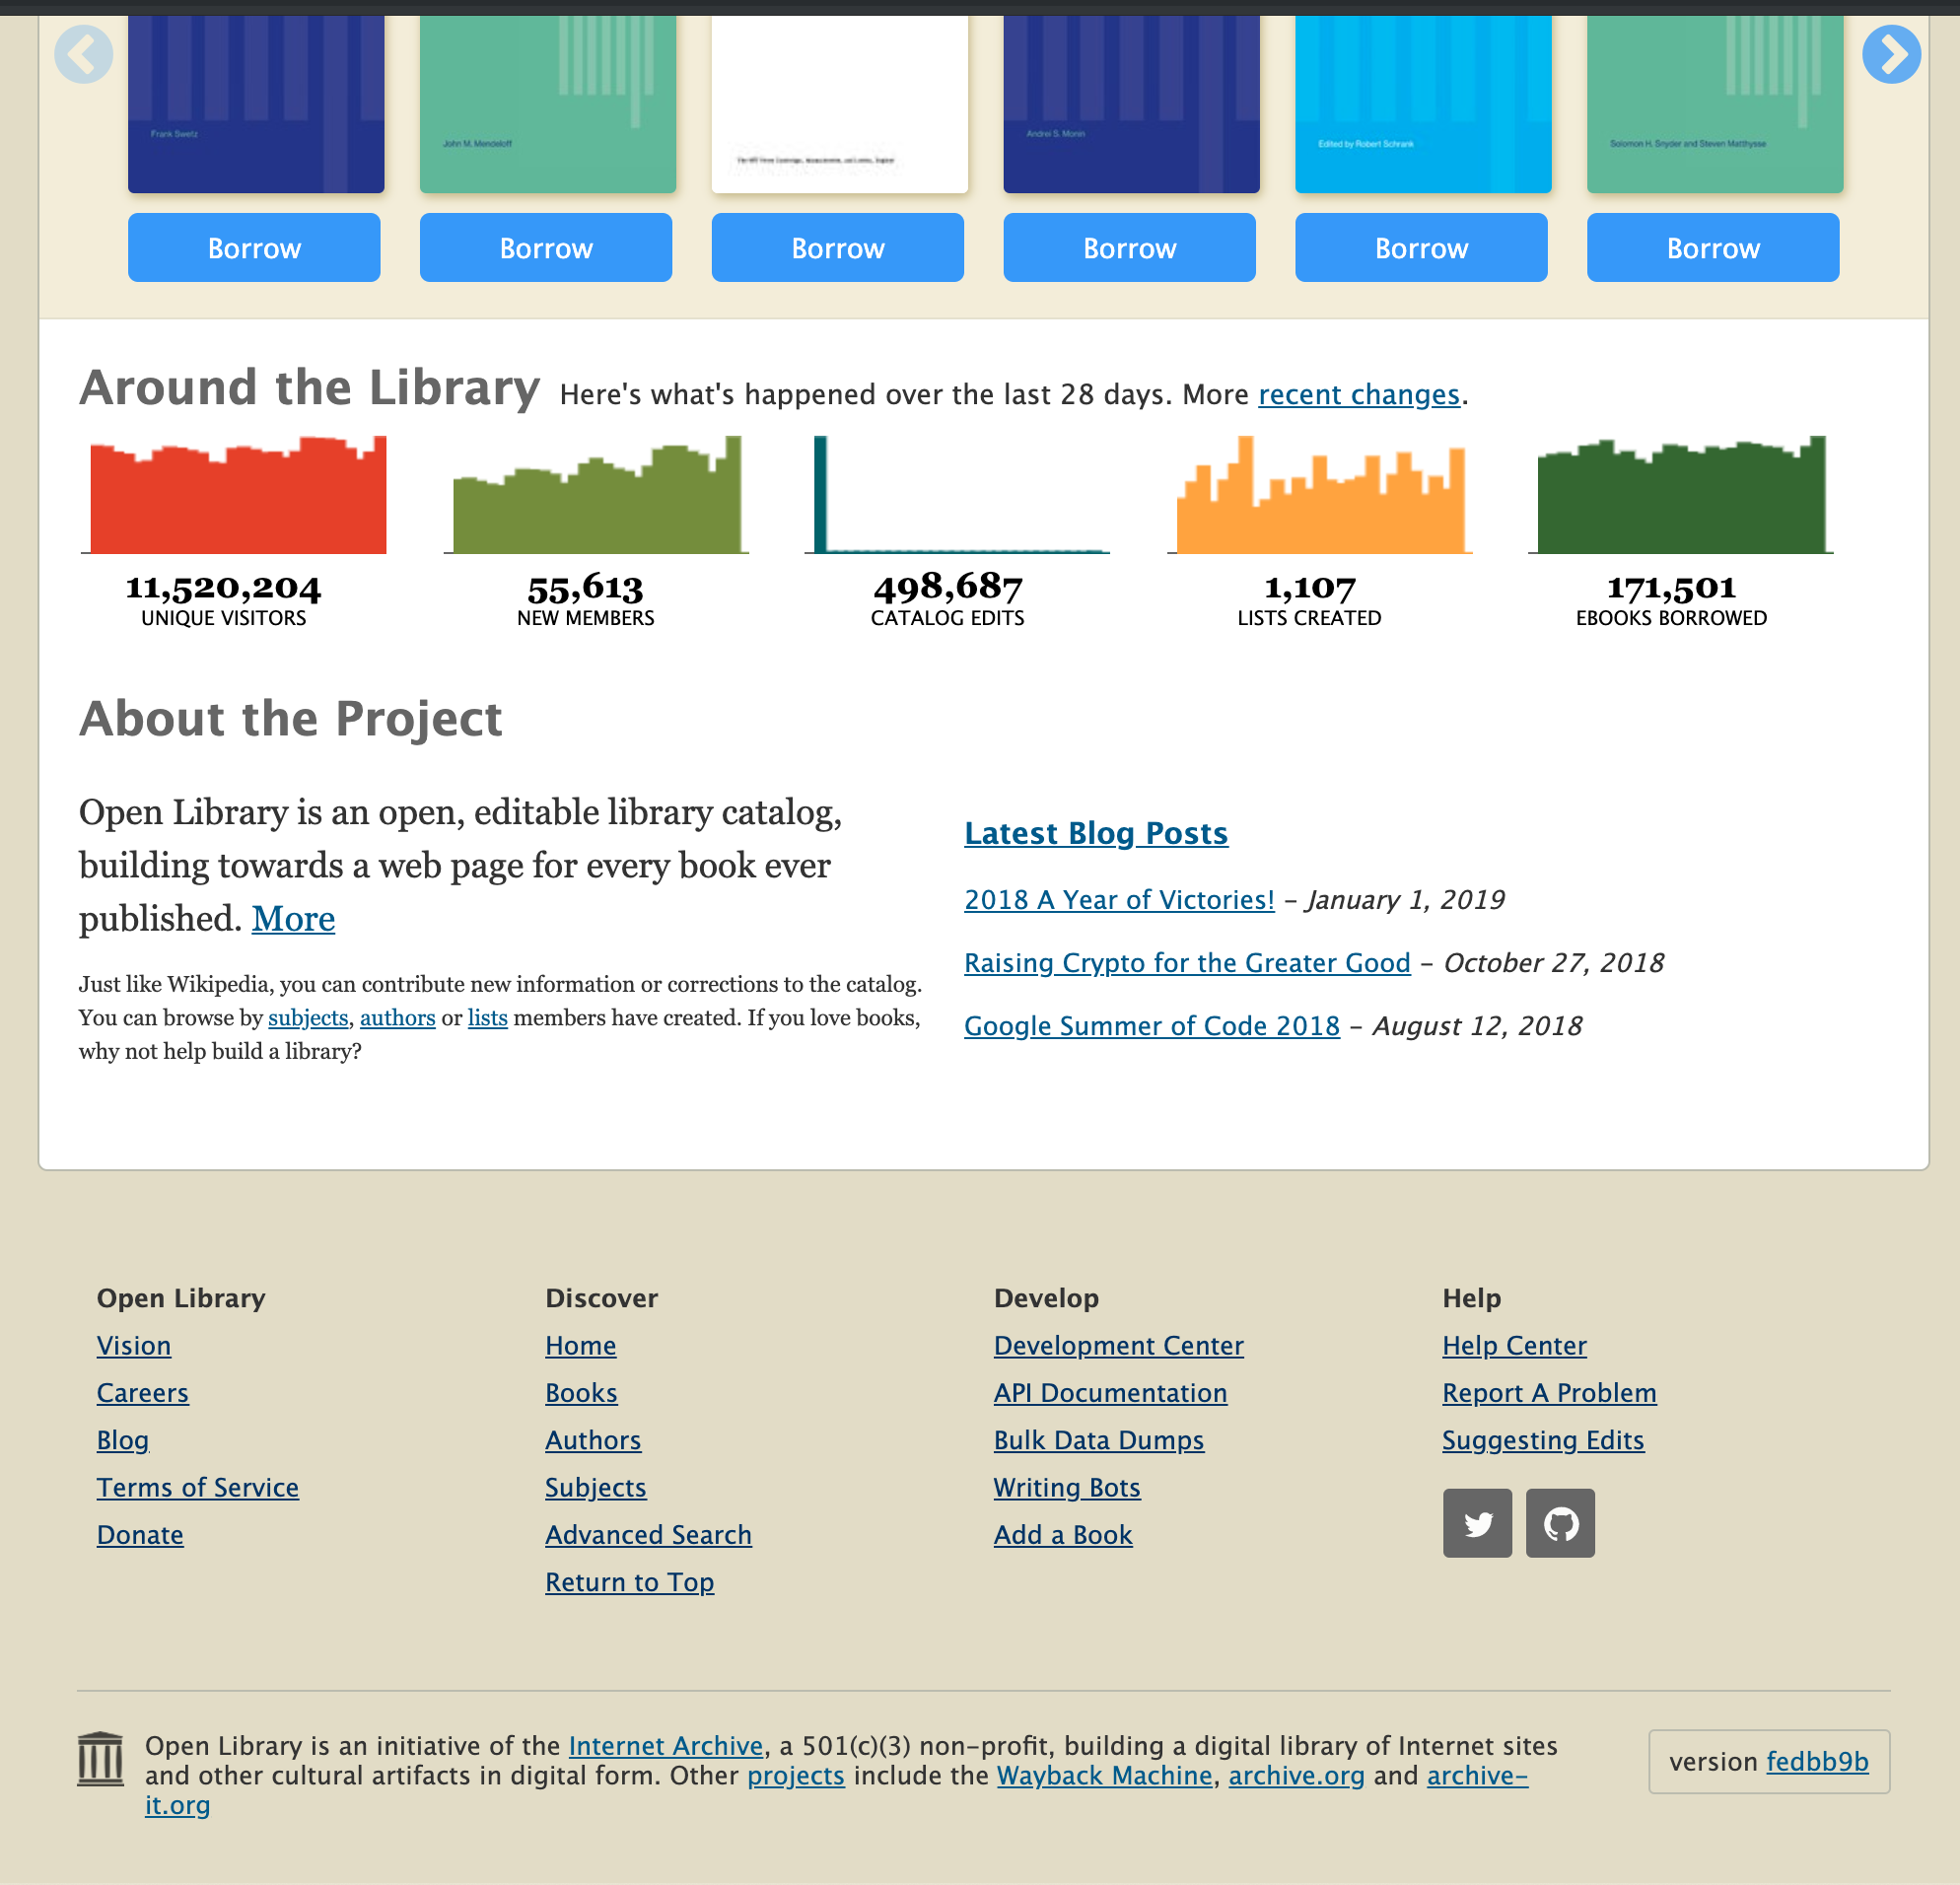 Frank Swetz
John M. Mendeloff
Andrei S. Monin
Edited by Robert Schrank
Solomon H. Snyder and Steven Matthysse
Borrow
Borrow
Borrow
Borrow
Borrow
Borrow
Around the Library Here's what's happened over the last 28 days. More recent changes.
11,520,204
UNIQUE VISITORS
55,613
NEW MEMBERS
498,687
CATALOG EDITS
1,107
LISTS CREATED
171,501
EBOOKS BORROWED
About the Project
Open Library is an open, editable library catalog,
building towards a web page for every book ever
published. More
Just like Wikipedia, you can contribute new information or corrections to the catalog.
You can browse by subjects, authors or lists members have created. If you love books,
why not help build a library?
Latest Blog Posts
2018 A Year of Victories! – January 1, 2019
Raising Crypto for the Greater Good – October 27, 2018
Google Summer of Code 2018 – August 12, 2018
Open Library
Vision
Careers
Blog
Terms of Service
Donate
Discover
Home
Books
Authors
Subjects
Advanced Search
Return to Top
Develop
Development Center
API Documentation
Bulk Data Dumps
Writing Bots
Add a Book
Help
Help Center
Report A Problem
Suggesting Edits
Open Library is an initiative of the Internet Archive, a 501(c)(3) non-profit, building a digital library of Internet sites
and other cultural artifacts in digital form. Other projects include the Wayback Machine, archive.org and archive-
it.org
version fedbb9b